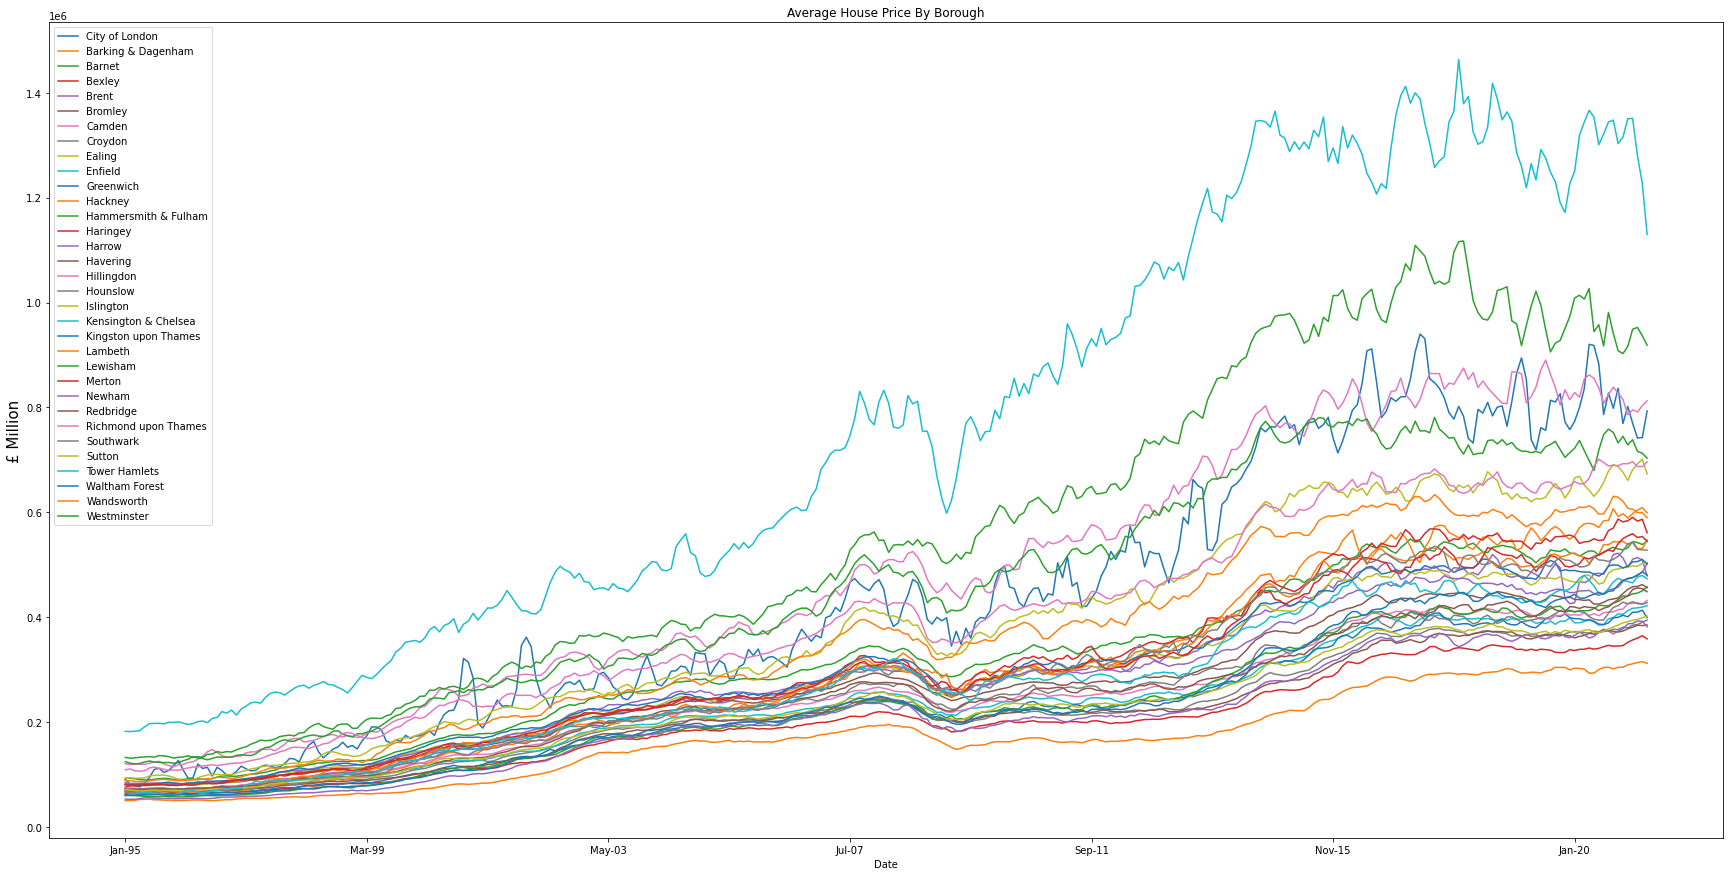 Average House Price By Borough
1e6
City of London
Barking & Dagenham
Barnet
Bexley
Brent
Bromley
Camden
Croydon
Ealing
Enfield
Greenwich
Hackney
Hammersmith & Fulham
Haringey
Harrow
Havering
Hillingdon
Hounslow
Islington
Kensington & Chelsea
Kingston upon Thames
Lambeth
Lewisham
Merton
Newham
Redbridge
Richmond upon Thames
Southwark
Sutton
Tower Hamlets
Waltham Forest
Wandsworth
Westminster
£ Million
1.4
1.2
1.0
0.8
0.6
0.4
0.2
0.0
Jan-95 Mar-99 May-03 Jul-07 Sep-11 Nov-15 Jan-20
Date